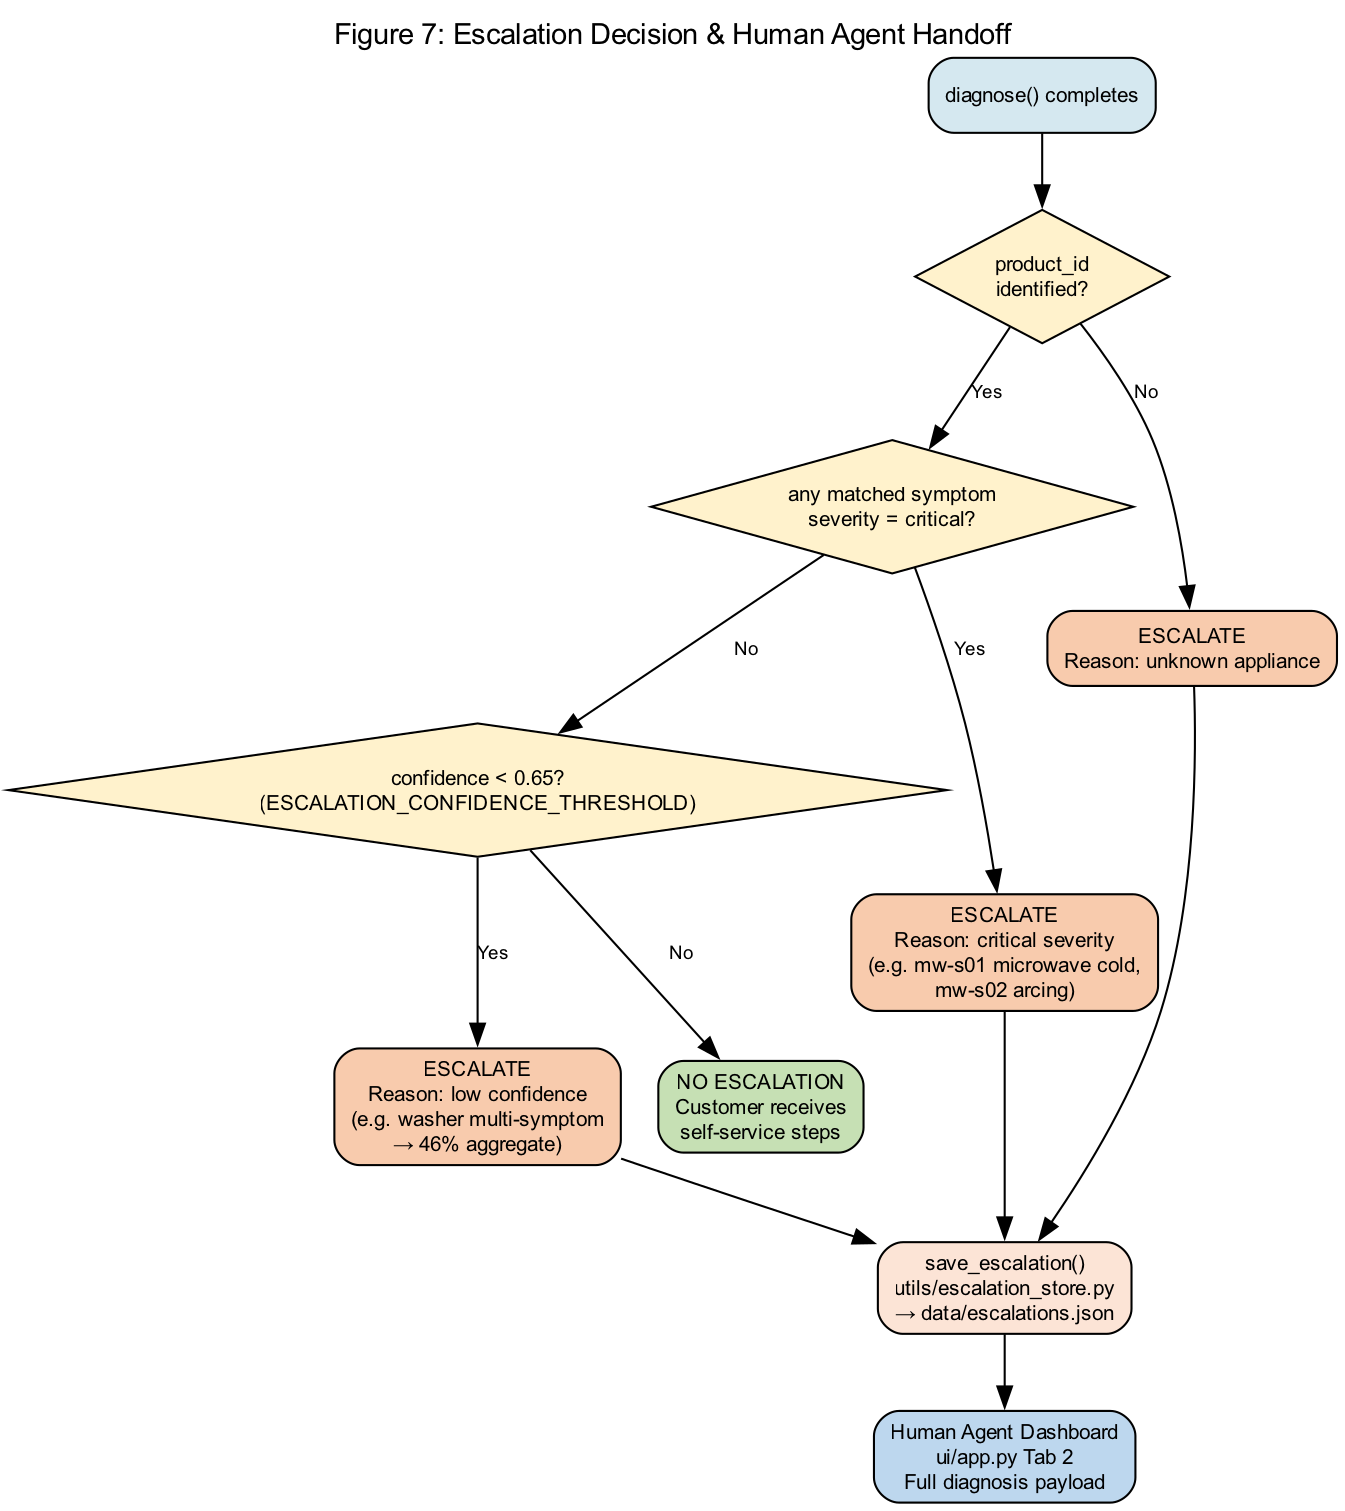 Figure 7: Escalation Decision & Human Agent Handoff
diagnose() completes
product_id
identified?
Yes
No
any matched symptom
severity = critical?
No
Yes
ESCALATE
Reason: unknown appliance
confidence < 0.65?
(ESCALATION_CONFIDENCE_THRESHOLD)
Yes
No
ESCALATE
Reason: critical severity
(e.g. mw-s01 microwave cold,
mw-s02 arcing)
ESCALATE
Reason: low confidence
(e.g. washer multi-symptom
→ 46% aggregate)
NO ESCALATION
Customer receives
self-service steps
save_escalation()
utils/escalation_store.py
→ data/escalations.json
Human Agent Dashboard
ui/app.py Tab 2
Full diagnosis payload